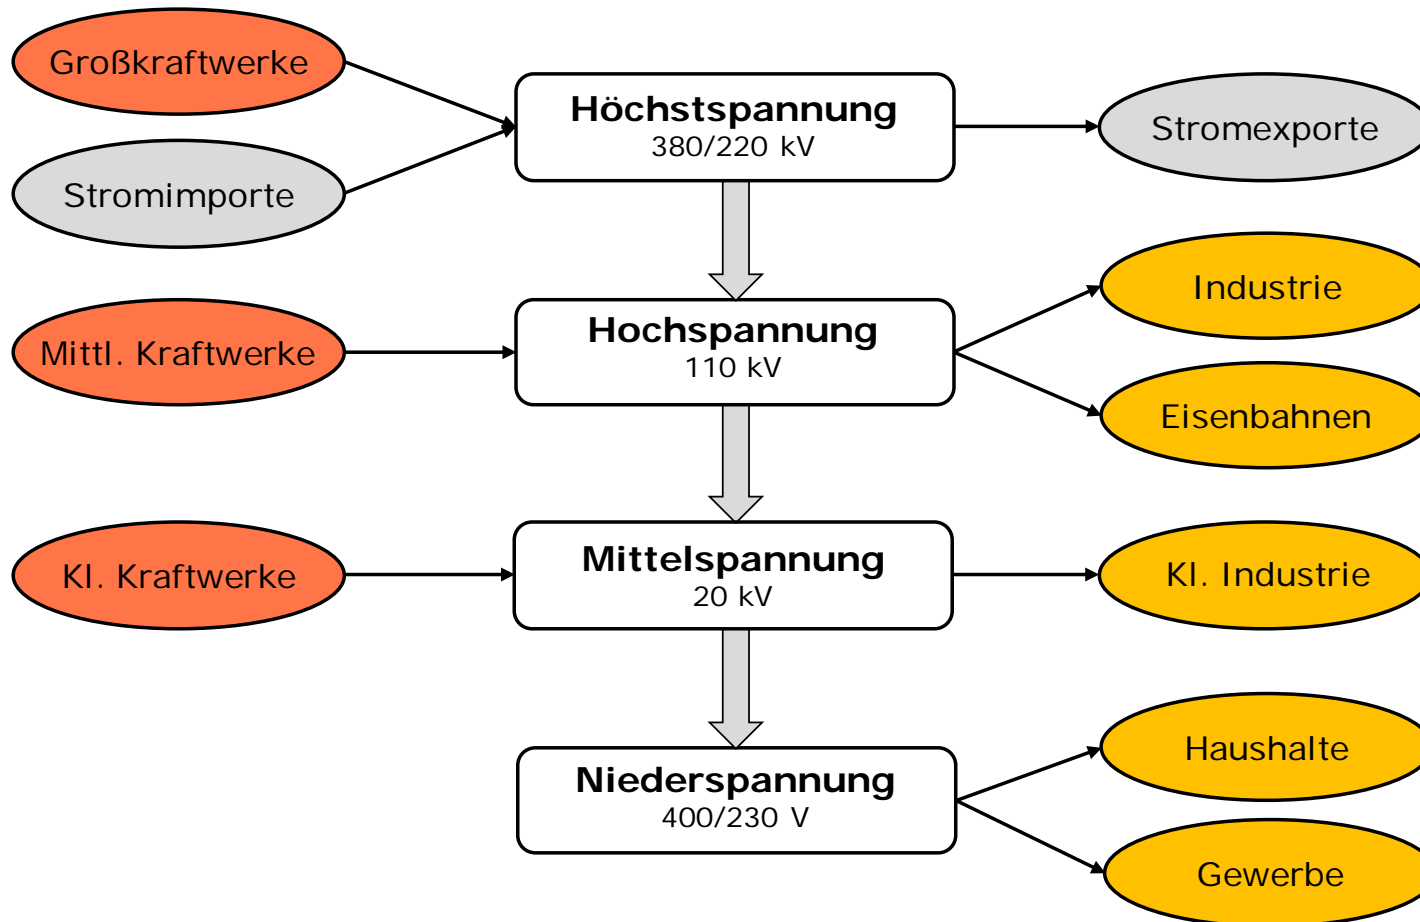 Großkraftwerke
Höchstspannung
380/220 kV
Stromexporte
Stromimporte
Industrie
Mittl. Kraftwerke
Hochspannung
110 kV
Eisenbahnen
Kl. Kraftwerke
Mittelspannung
20 kV
Kl. Industrie
Haushalte
Niederspannung
400/230 V
Gewerbe